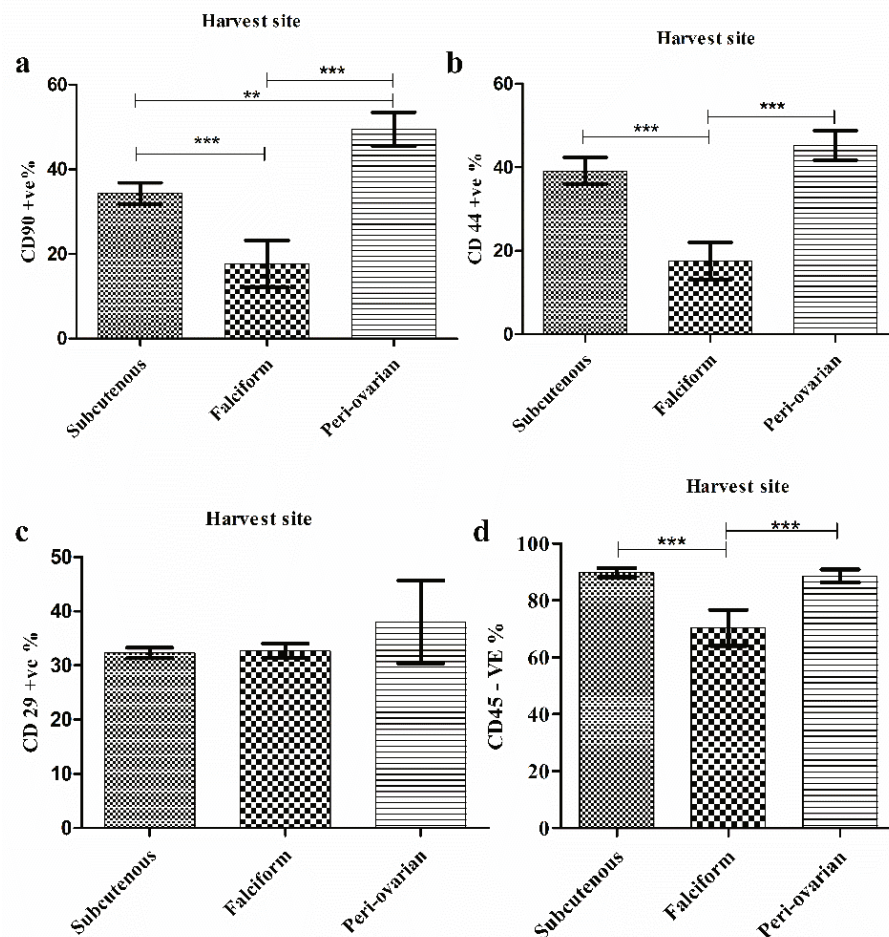 Harvest site
a
***
**
***
60
40
20
0
CD90 +ve %
Subcutenous
Falciform
Peri-ovarian
Harvest site
b
***
***
60
40
20
0
CD 44 +ve %
Subcutenous
Falciform
Peri-ovarian
Harvest site
c
50
40
30
20
10
0
CD 29 +ve %
Subcutenous
Falciform
Peri-ovarian
Harvest site
d
***
***
100
80
60
40
20
0
CD45 - VE %
Subcutenous
Falciform
Peri-ovarian